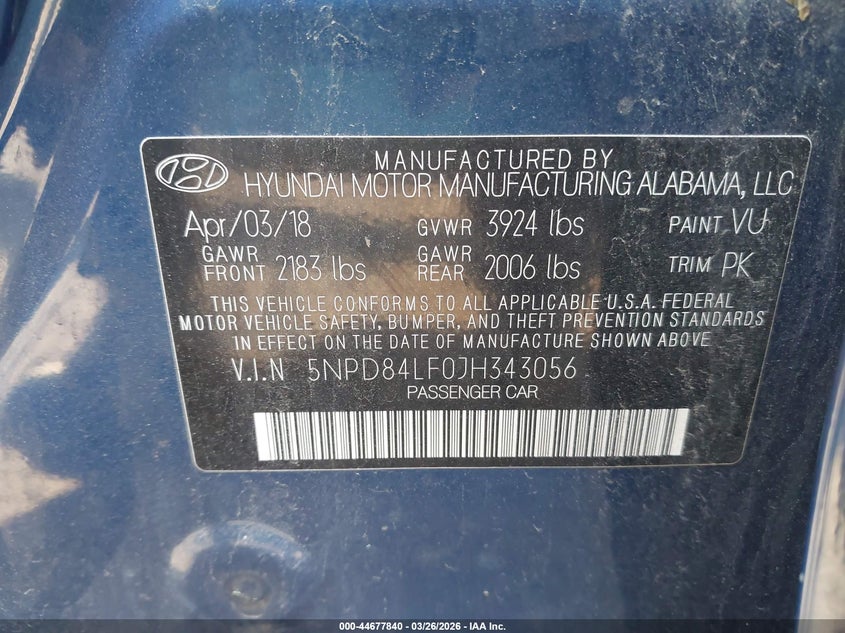 MANUFACTURED BY
HYUNDAI MOTOR MANUFACTURING ALABAMA, LLC
Apr/03/18 GVWR 3924 lbs PAINT VU
GAWR FRONT 2183 lbs GAWR REAR 2006 lbs TRIM PK
THIS VEHICLE CONFORMS TO ALL APPLICABLE U.S.A. FEDERAL
MOTOR VEHICLE SAFETY, BUMPER, AND THEFT PREVENTION STANDARDS
IN EFFECT ON THE DATE OF MANUFACTURE SHOWN ABOVE
V.I.N 5NPD84LF0JH343056
PASSENGER CAR
000-44677840 - 03/26/2026 - IAA Inc.